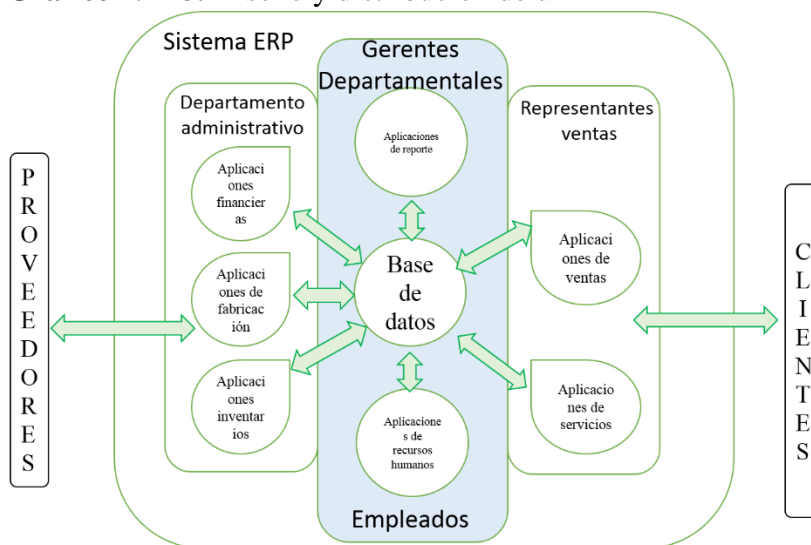 Sistema ERP
Gerentes
Departamentales
Departamento
administrativo
Representantes
ventas
Aplicaciones
de reporte
Aplicaci
ones
financier
as
Aplicaci
ones de
fabricac
ión
Aplicaci
ones
inventar
ios
Base
de
datos
Aplicacione
s de
recursos
humanos
Empleados
Aplicaci
ones de
ventas
Aplicacio
nes de
servicios
P
R
O
V
E
E
D
O
R
E
S
C
L
I
E
N
T
E
S